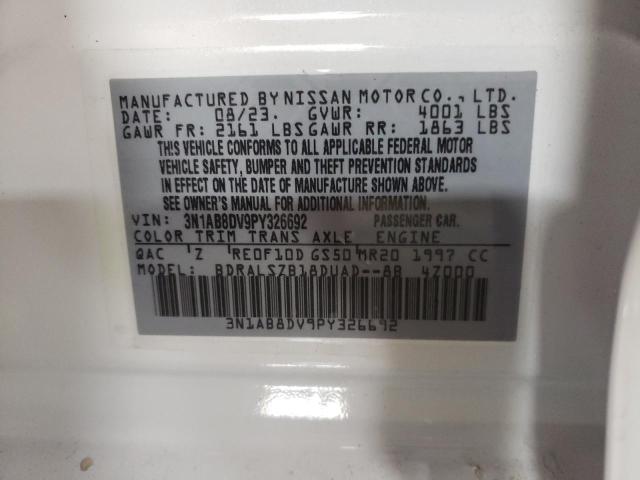 MANUFACTURED BY NISSAN MOTOR CO., LTD.
DATE: 08/23. GVWR: 4001 LBS
GAWR FR: 2161 LBS GAWR RR: 1863 LBS
THIS VEHICLE CONFORMS TO ALL APPLICABLE FEDERAL MOTOR
VEHICLE SAFETY, BUMPER AND THEFT PREVENTION STANDARDS
IN EFFECT ON THE DATE OF MANUFACTURE SHOWN ABOVE.
SEE OWNER'S MANUAL FOR ADDITIONAL INFORMATION.
VIN: 3N1AB8DV9PY326692 PASSENGER CAR.
COLOR TRIM TRANS AXLE ENGINE
QAC Z RE0F10D GS50 MR20 1997 CC
MODEL: BDRALSZB18DUAD--8B 4Z000
3N1AB8DV9PY326692